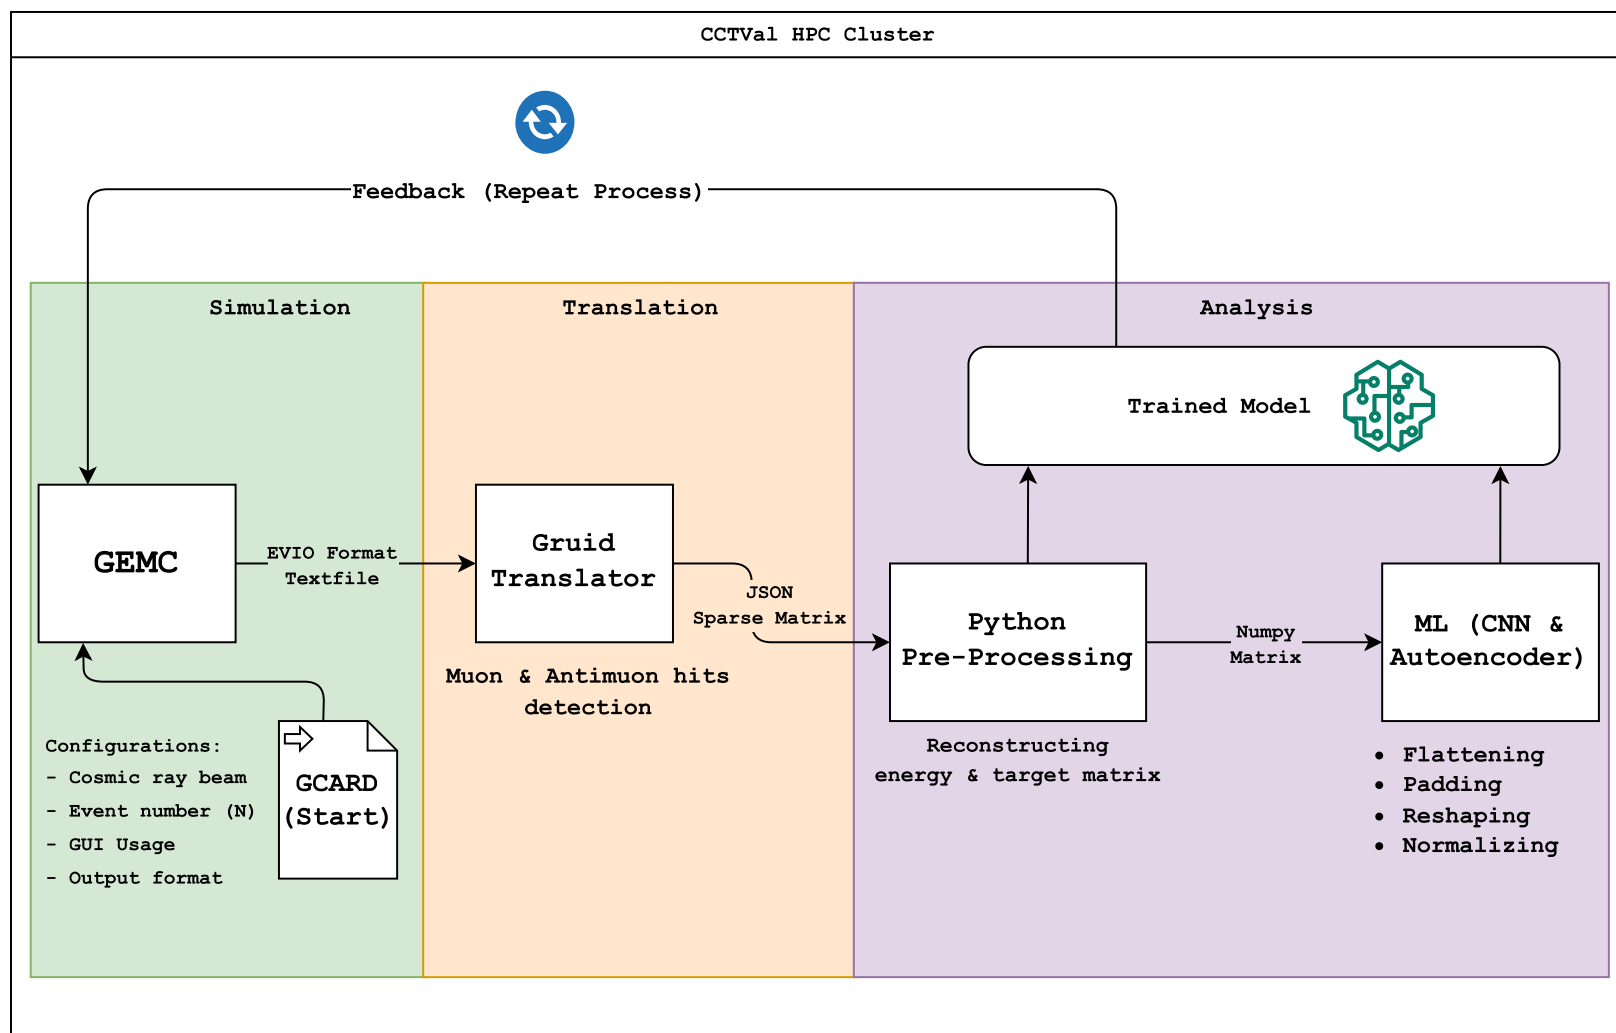 CCTVal HPC Cluster
Feedback (Repeat Process)
Simulation
Translation
Analysis
Trained Model
GEMC
EVIO Format
Textfile
Gruid
Translator
JSON
Sparse Matrix
Python
Pre-Processing
Numpy
Matrix
ML (CNN &
Autoencoder)
Muon & Antimuon hits
detection
Configurations:
- Cosmic ray beam
- Event number (N)
- GUI Usage
- Output format
GCARD
(Start)
Reconstructing
energy & target matrix
• Flattening
• Padding
• Reshaping
• Normalizing